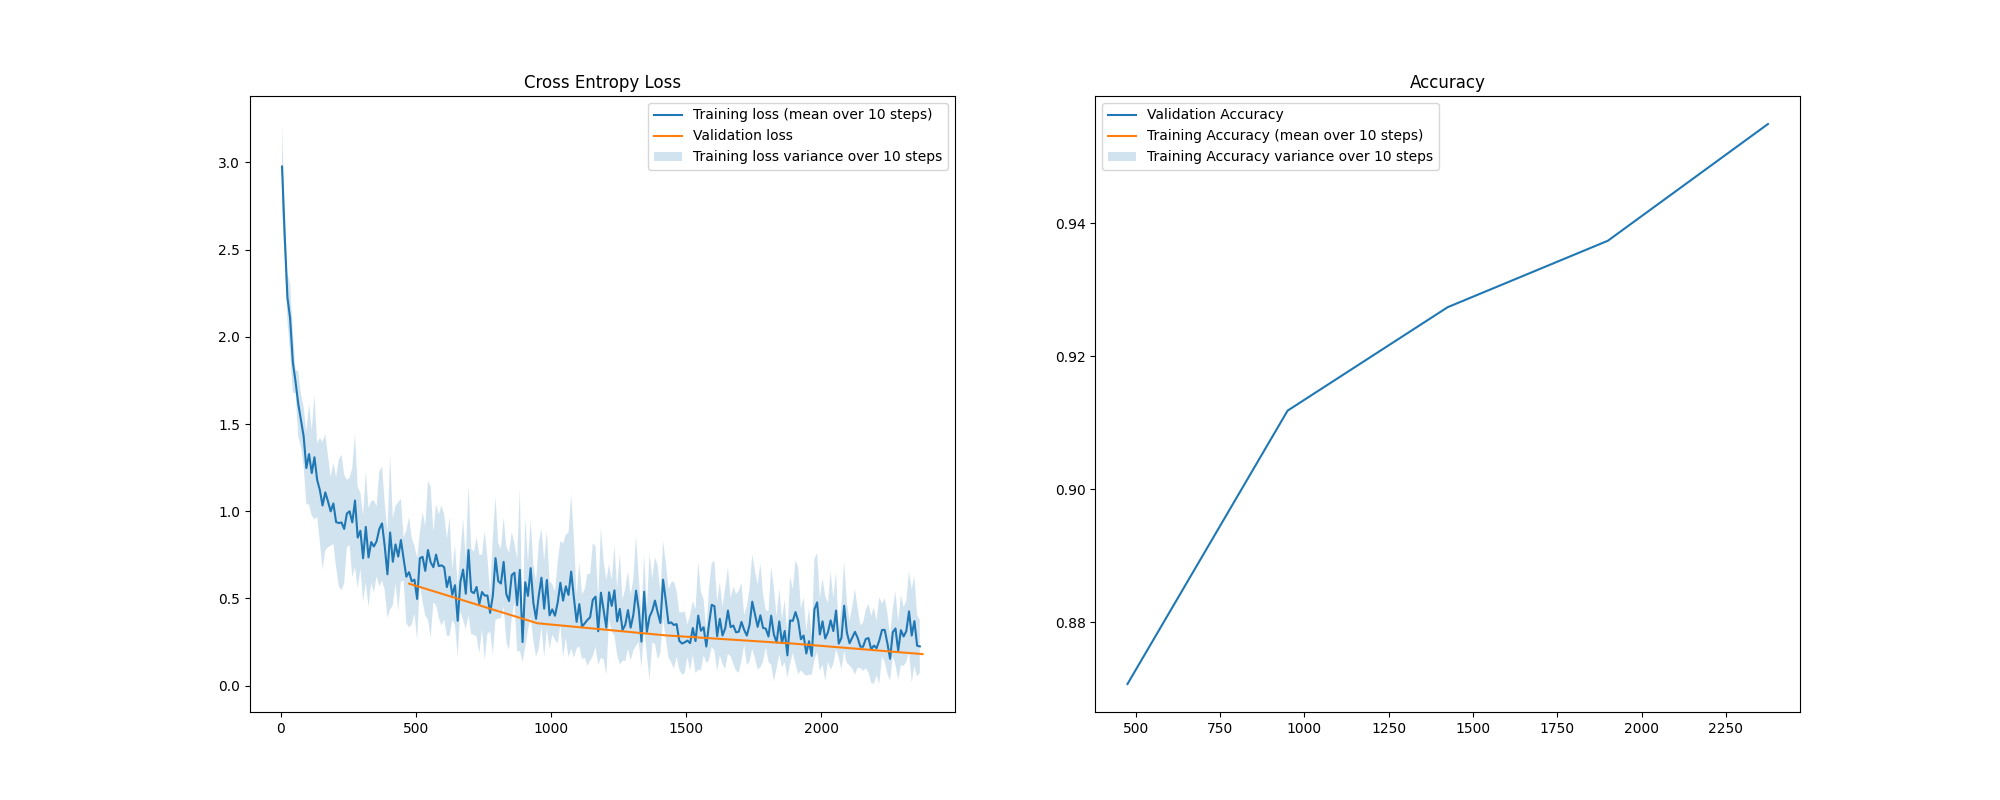 Cross Entropy Loss
Training loss (mean over 10 steps)
Validation loss
Training loss variance over 10 steps
3.0
2.5
2.0
1.5
1.0
0.5
0.0
0 500 1000 1500 2000
Accuracy
Validation Accuracy
Training Accuracy (mean over 10 steps)
Training Accuracy variance over 10 steps
0.94
0.92
0.90
0.88
500 750 1000 1250 1500 1750 2000 2250